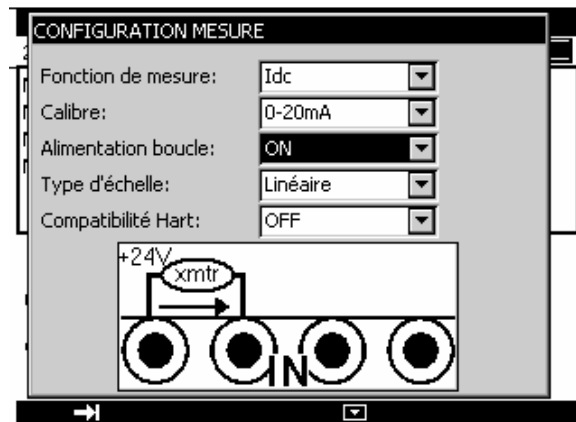 CONFIGURATION MESURE
Fonction de mesure: Idc
Calibre: 0-20mA
Alimentation boucle: ON
Type d'échelle: Linéaire
Compatibilité Hart: OFF
+24V
xmtr
IN